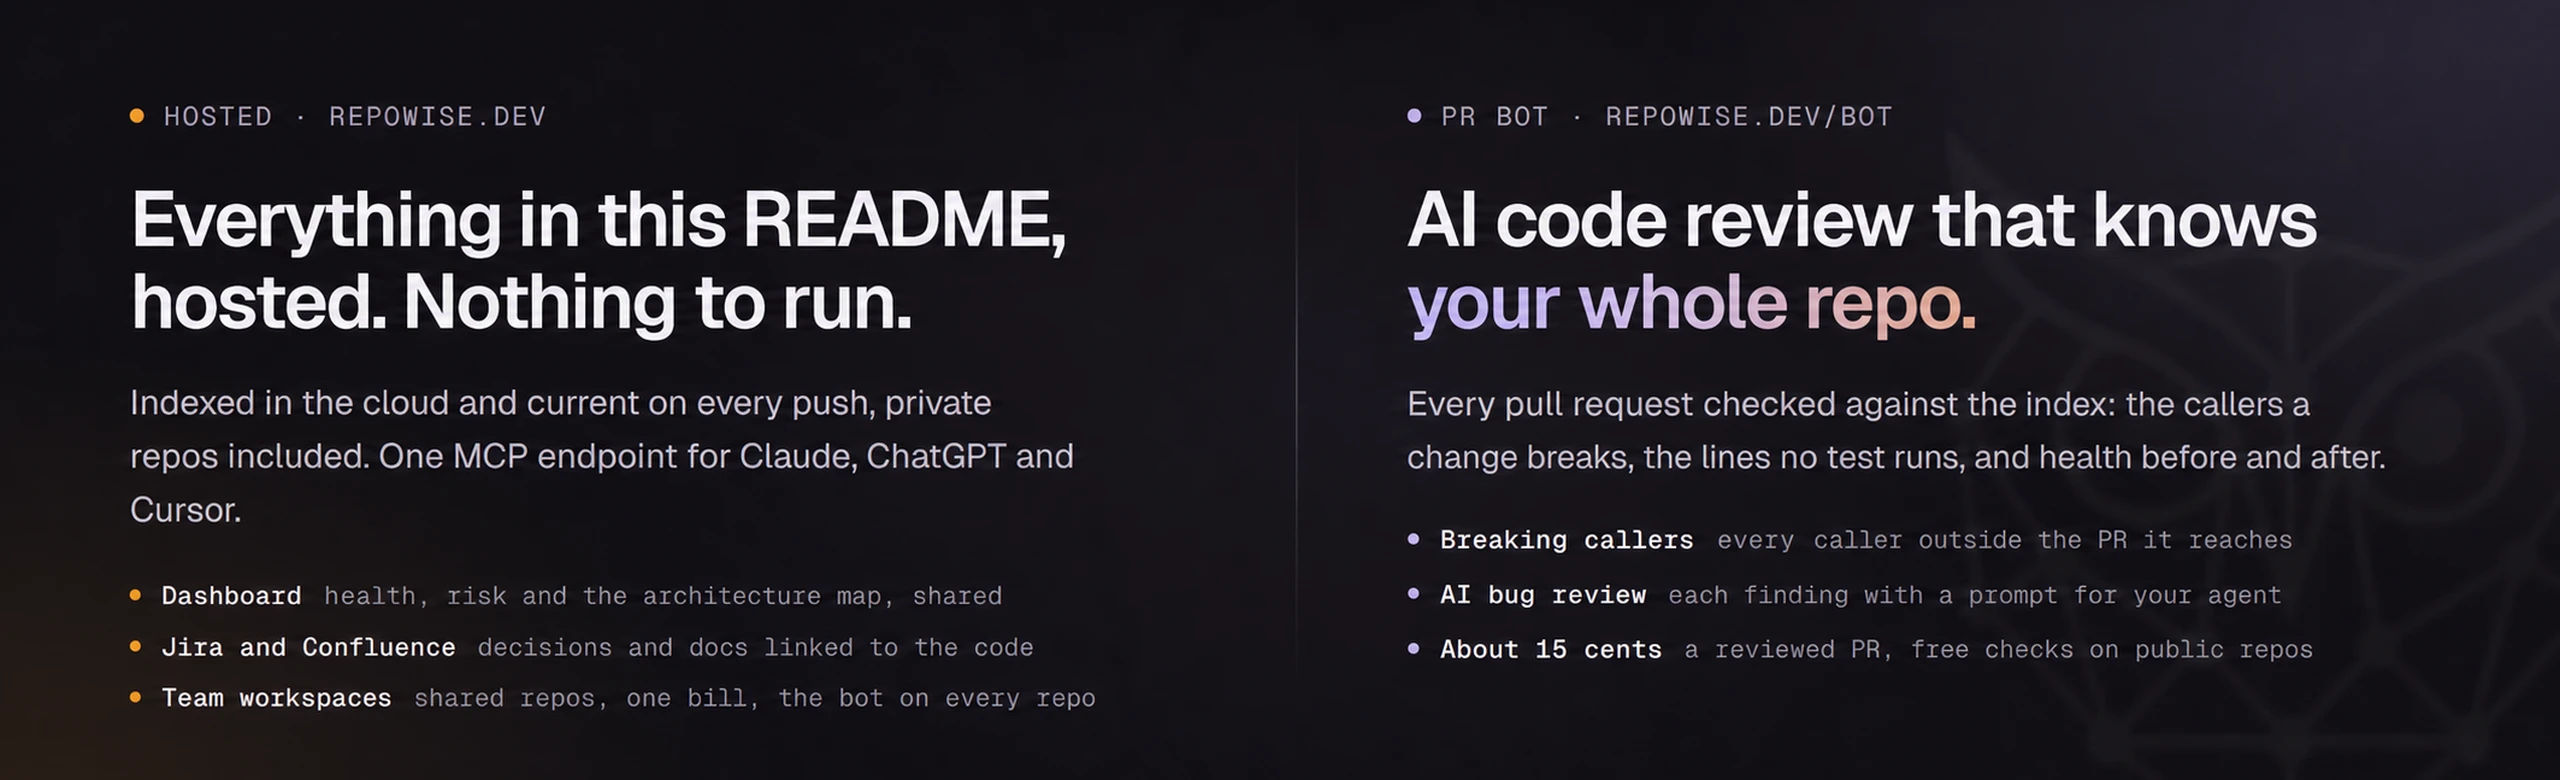 HOSTED · REPOWISE.DEV
Everything in this README,
hosted. Nothing to run.
Indexed in the cloud and current on every push, private
repos included. One MCP endpoint for Claude, ChatGPT and
Cursor.
Dashboard health, risk and the architecture map, shared
Jira and Confluence decisions and docs linked to the code
Team workspaces shared repos, one bill, the bot on every repo
PR BOT · REPOWISE.DEV/BOT
AI code review that knows
your whole repo.
Every pull request checked against the index: the callers a
change breaks, the lines no test runs, and health before and after.
Breaking callers every caller outside the PR it reaches
AI bug review each finding with a prompt for your agent
About 15 cents a reviewed PR, free checks on public repos